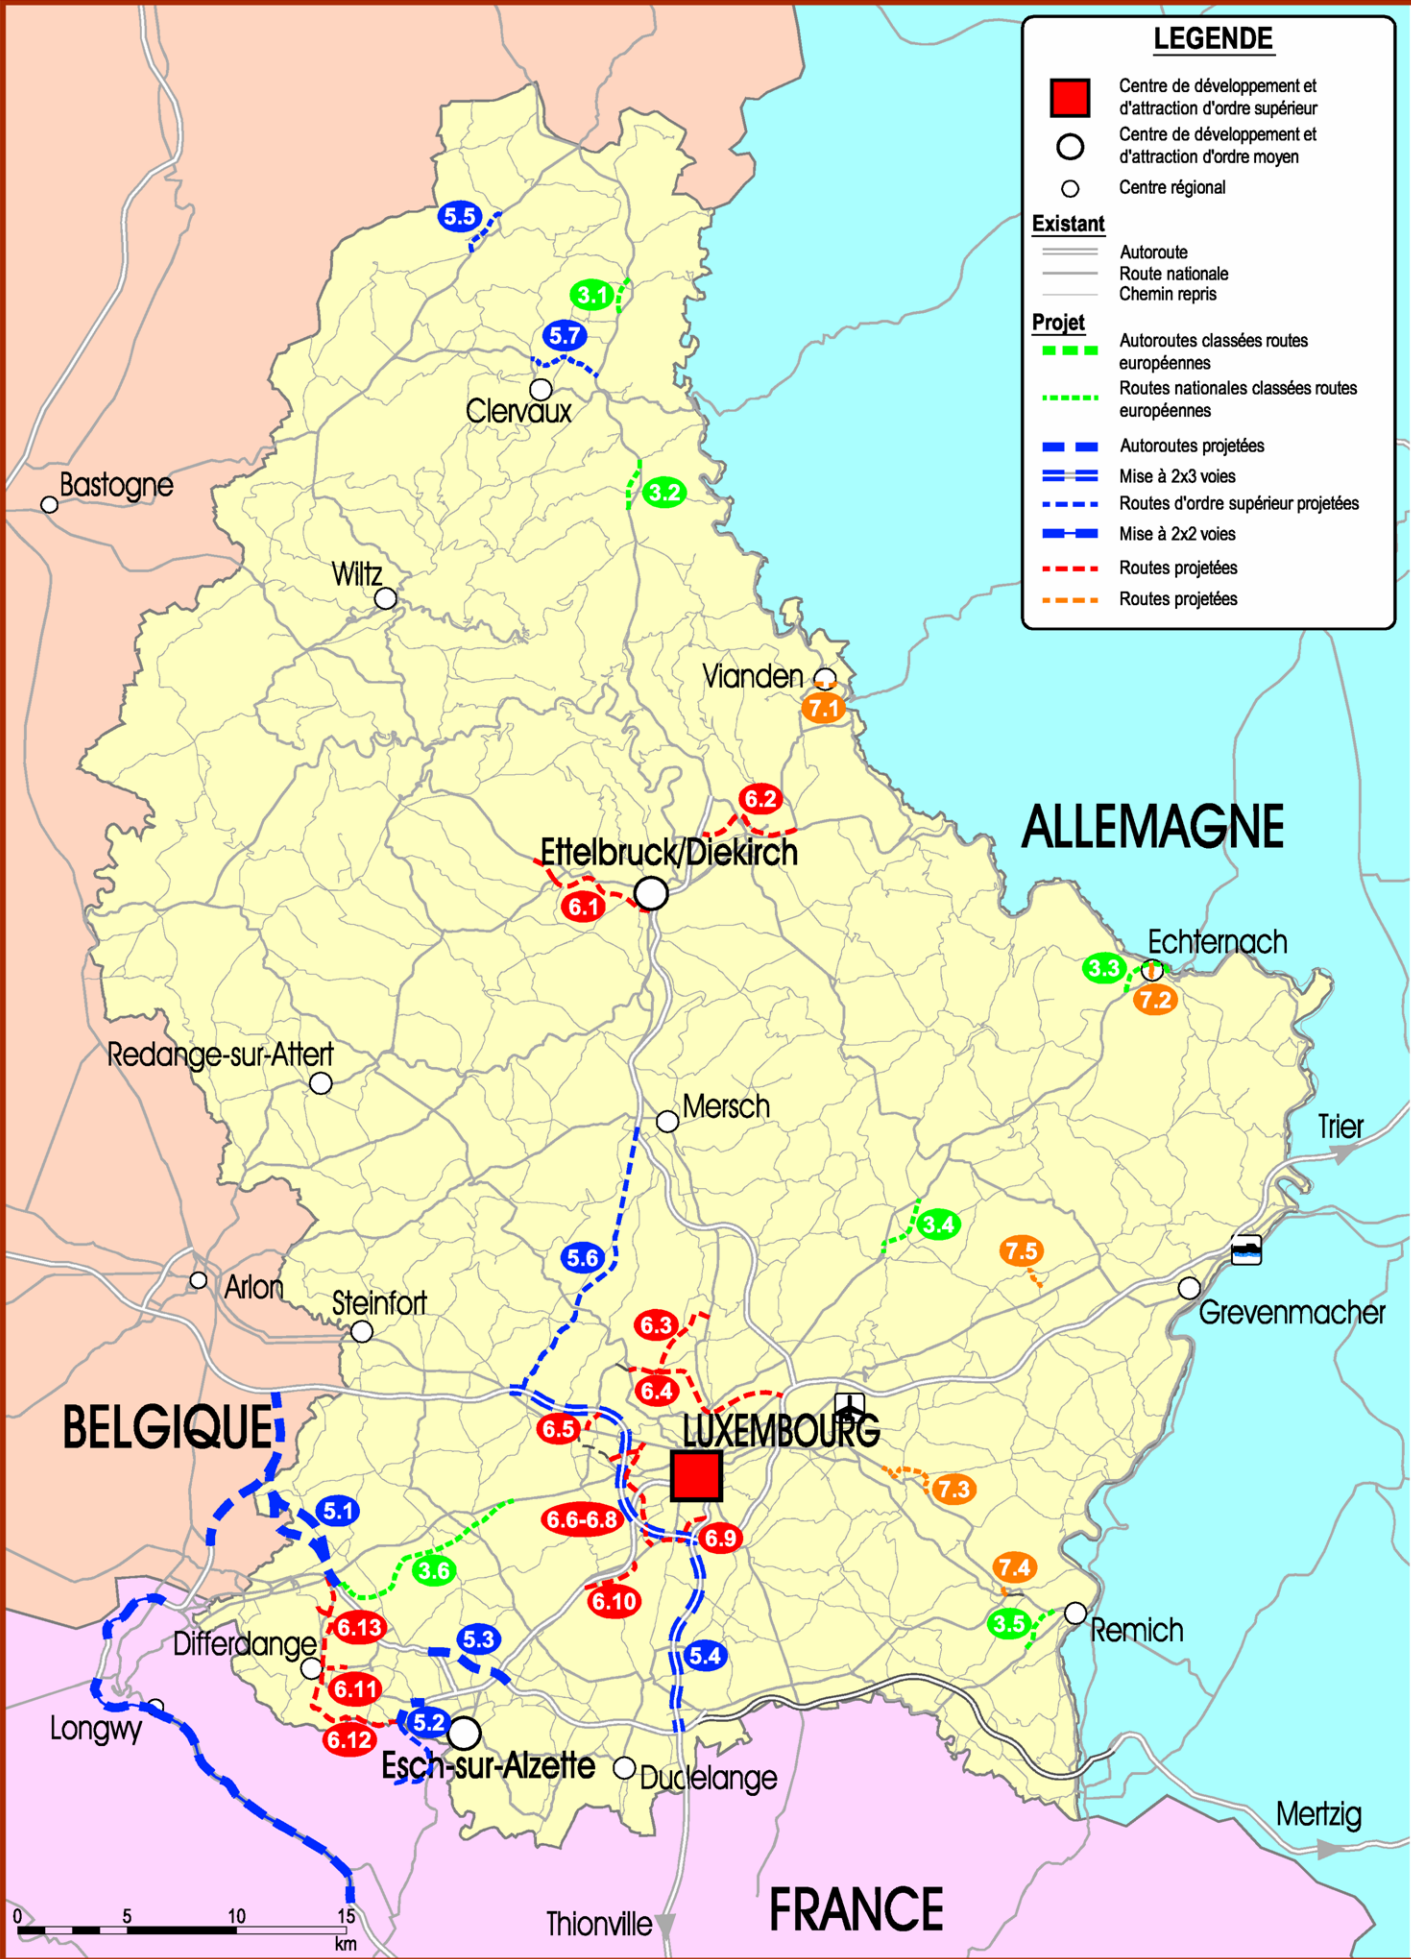 LEGENDE
Centre de développement et
d'attraction d'ordre supérieur
Centre de développement et
d'attraction d'ordre moyen
Centre régional
Existant
Autoroute
Route nationale
Chemin repris
Projet
Autoroutes classées routes
européennes
Routes nationales classées routes
européennes
Autoroutes projetées
Mise à 2x3 voies
Routes d'ordre supérieur projetées
Mise à 2x2 voies
Routes projetées
Routes projetées
5.5
3.1
5.7
Clervaux
Bastogne
3.2
Wiltz
Vianden
7.1
6.2
ALLEMAGNE
Ettelbruck/Diekirch
6.1
Echternach
3.3
7.2
Redange-sur-Attert
Mersch
Trier
3.4
5.6
7.5
Arlon
Steinfort
Grevenmacher
6.3
6.4
BELGIQUE
6.5
LUXEMBOURG
7.3
5.1
6.6-6.8
6.9
3.6
7.4
6.10
3.5
Remich
6.13
Differdange
5.3
5.4
6.11
Longwy
5.2
6.12
Esch-sur-Alzette
Dudelange
Mertzig
FRANCE
Thionville
0 5 10 15
km